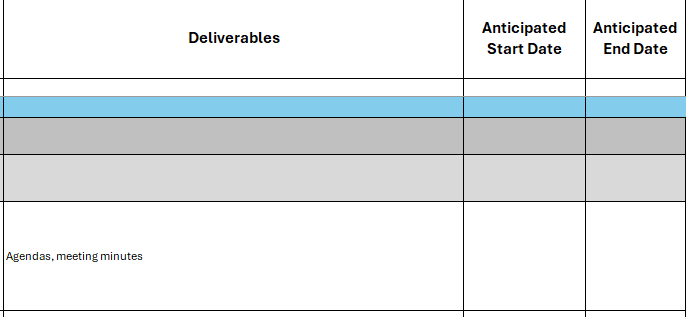 Deliverables
Anticipated
Start Date
Anticipated
End Date
Agendas, meeting minutes